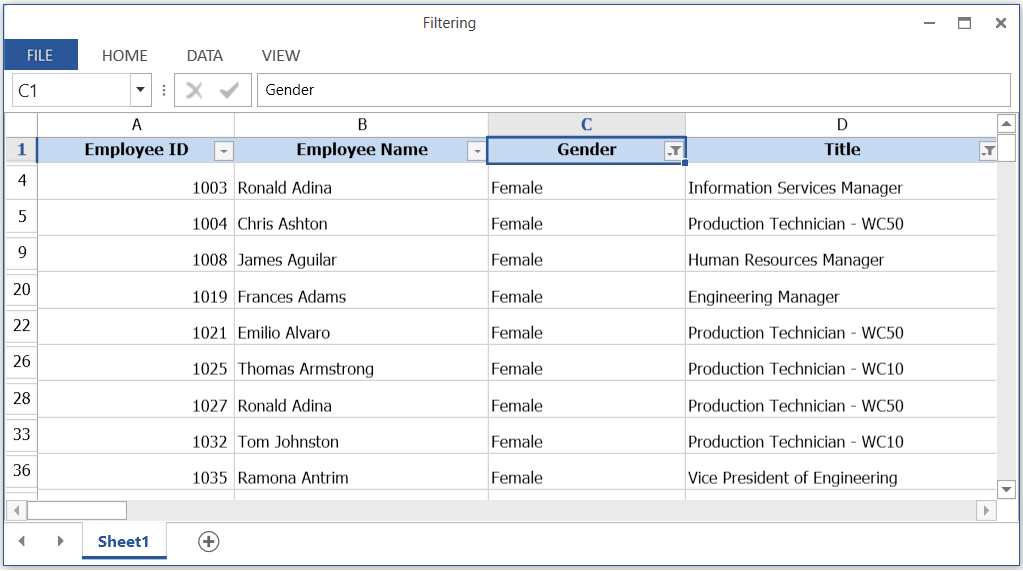 Filtering
FILE HOME DATA VIEW
C1 Gender
A B C D
1 Employee ID Employee Name Gender Title
4 1003 Ronald Adina Female Information Services Manager
5 1004 Chris Ashton Female Production Technician - WC50
9 1008 James Aguilar Female Human Resources Manager
20 1019 Frances Adams Female Engineering Manager
22 1021 Emilio Alvaro Female Production Technician - WC50
26 1025 Thomas Armstrong Female Production Technician - WC10
28 1027 Ronald Adina Female Production Technician - WC50
33 1032 Tom Johnston Female Production Technician - WC10
36 1035 Ramona Antrim Female Vice President of Engineering
Sheet1